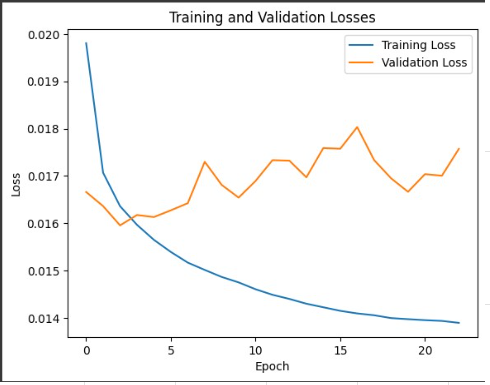 Training and Validation Losses
Training Loss
Validation Loss
0.020
0.019
0.018
0.017
0.016
0.015
0.014
Loss
0 5 10 15 20
Epoch